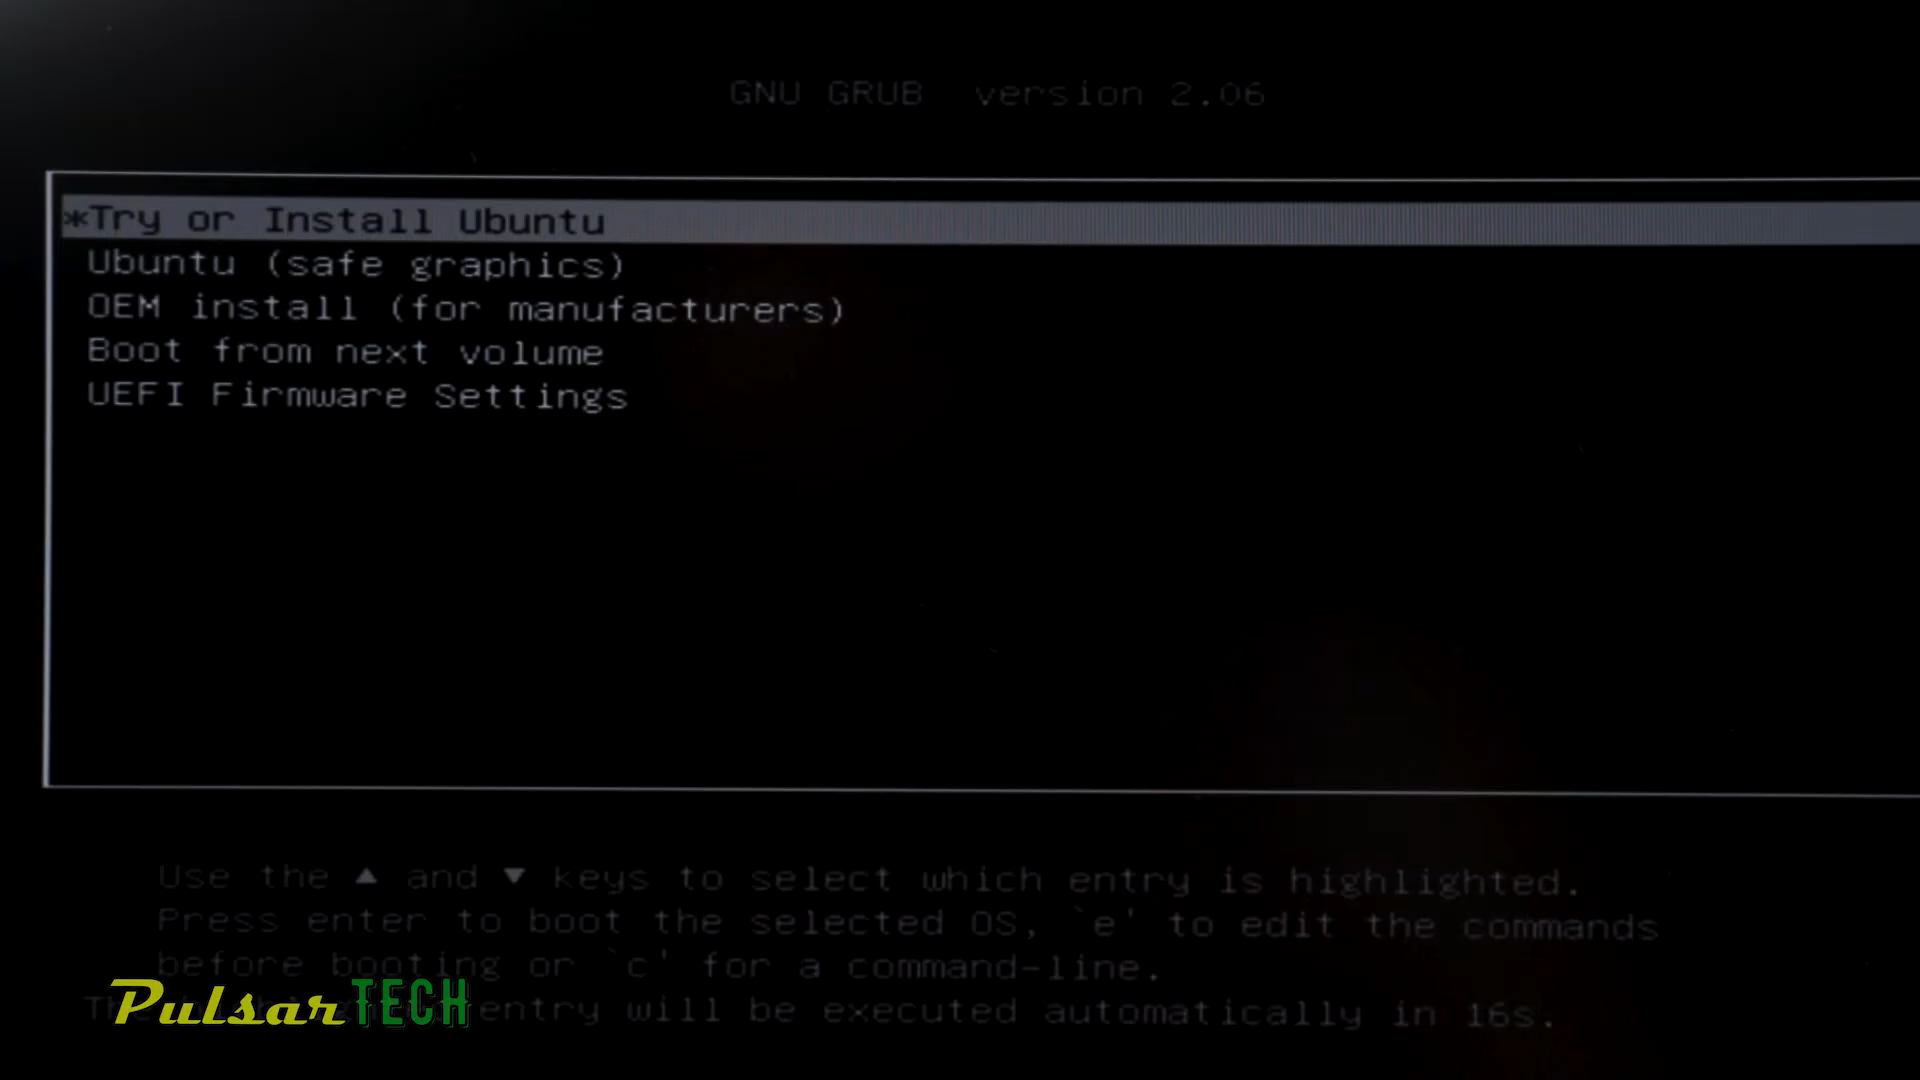 GNU GRUB version 2.06
*Try or Install Ubuntu
Ubuntu (safe graphics)
OEM install (for manufacturers)
Boot from next volume
UEFI Firmware Settings
Use the ▲ and ▼ keys to select which entry is highlighted.
Press enter to boot the selected OS, `e' to edit the commands
before booting or `c' for a command-line.
entry will be executed automatically in 16s.
PulsarTECH